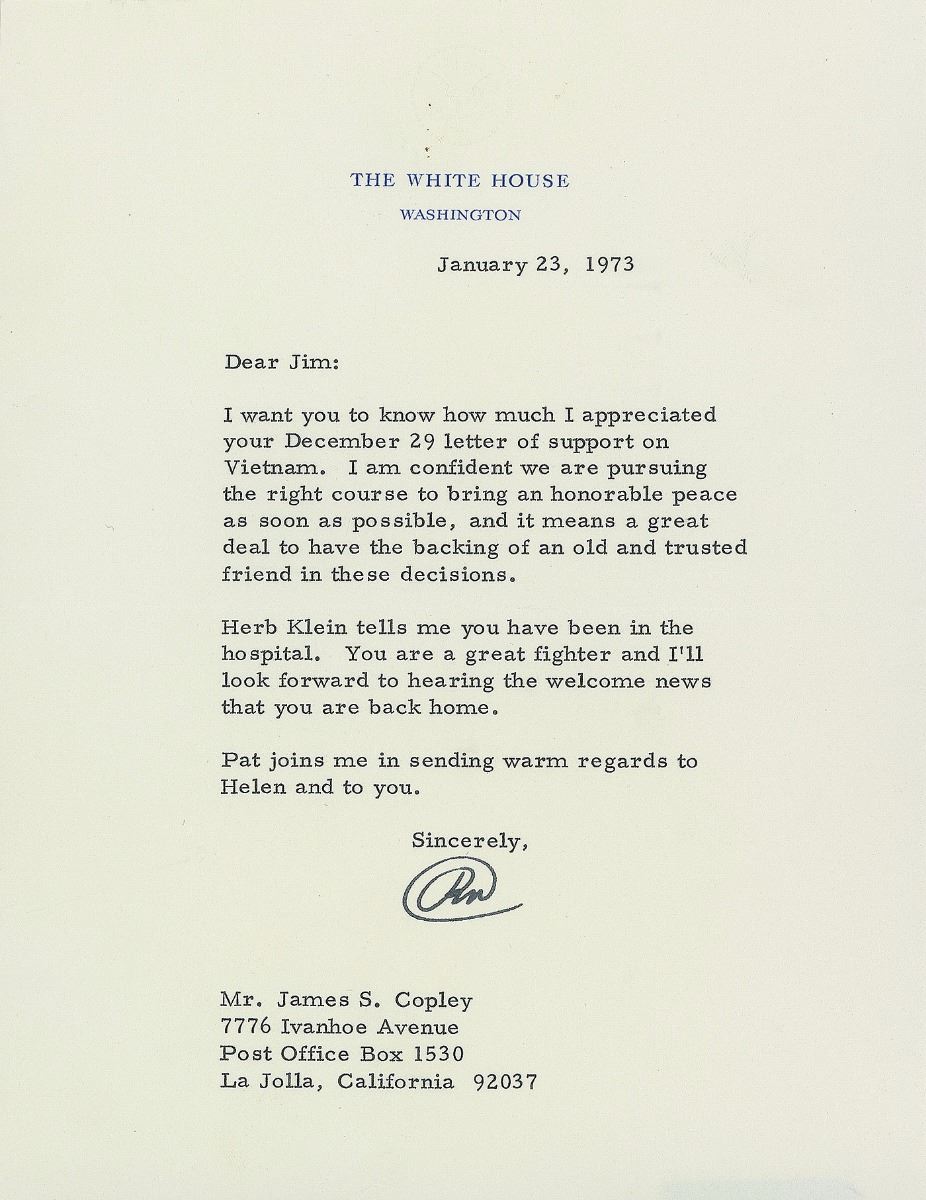 THE WHITE HOUSE
WASHINGTON
January 23, 1973
Dear Jim:
I want you to know how much I appreciated
your December 29 letter of support on
Vietnam. I am confident we are pursuing
the right course to bring an honorable peace
as soon as possible, and it means a great
deal to have the backing of an old and trusted
friend in these decisions.
Herb Klein tells me you have been in the
hospital. You are a great fighter and I'll
look forward to hearing the welcome news
that you are back home.
Pat joins me in sending warm regards to
Helen and to you.
Sincerely,
RN
Mr. James S. Copley
7776 Ivanhoe Avenue
Post Office Box 1530
La Jolla, California 92037